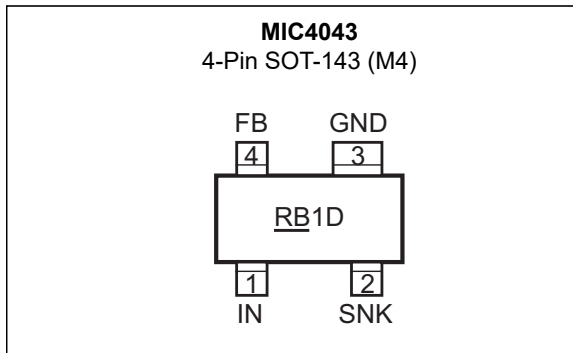 MIC4043
4-Pin SOT-143 (M4)
FB GND
4 3
RB1D
1 2
IN SNK